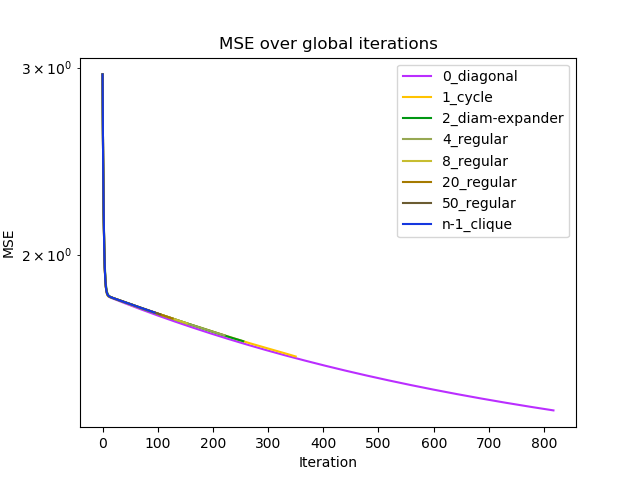 MSE over global iterations
3 × 10⁰
2 × 10⁰
MSE
0_diagonal
1_cycle
2_diam-expander
4_regular
8_regular
20_regular
50_regular
n-1_clique
0 100 200 300 400 500 600 700 800
Iteration